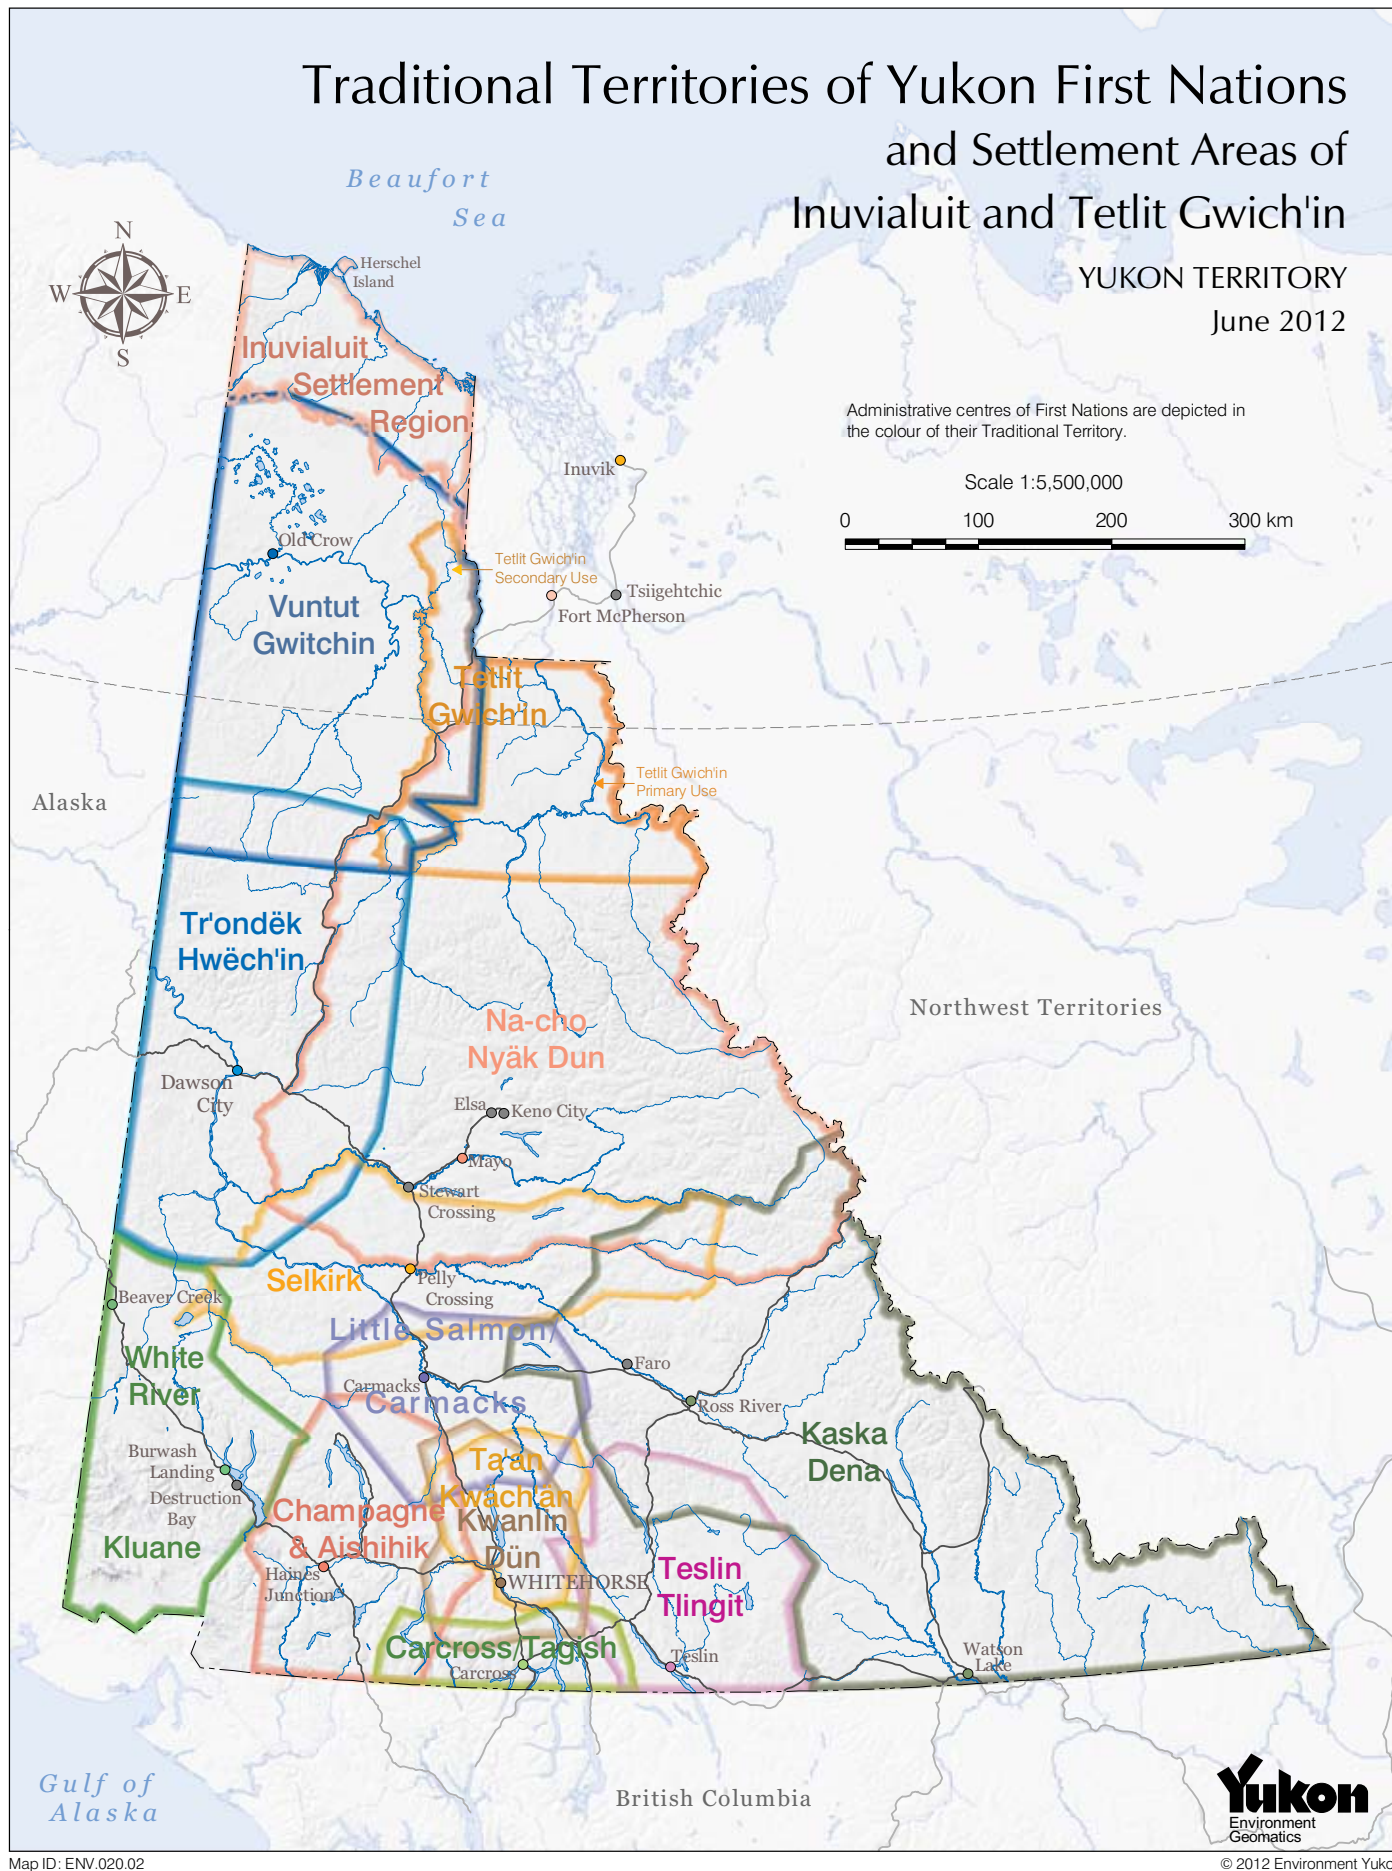 Traditional Territories of Yukon First Nations
and Settlement Areas of
Inuvialuit and Tetlit Gwich'in
YUKON TERRITORY
June 2012
Beaufort
Sea
N
W
E
S
Herschel
Island
Inuvialuit
Settlement
Region
Administrative centres of First Nations are depicted in
the colour of their Traditional Territory.
Scale 1:5,500,000
0 100 200 300 km
Inuvik
Old Crow
Tetlit Gwich'in
Secondary Use
Tsiigehtchic
Fort McPherson
Vuntut
Gwitchin
Tetlit
Gwich'in
Tetlit Gwich'in
Primary Use
Alaska
Tr'ondëk
Hwëch'in
Northwest Territories
Na-cho
Nyäk Dun
Dawson
City
Elsa
Keno City
Mayo
Stewart
Crossing
Selkirk
Pelly
Crossing
Beaver Creek
Little Salmon/
Carmacks
White
River
Faro
Carmacks
Ross River
Kaska
Dena
Burwash
Landing
Destruction
Bay
Ta'an
Kwach'än
Champagne
& Aishihik
Kwanlin
Dün
Kluane
Haines
Junction
WHITEHORSE
Teslin
Tlingit
Carcross/Tagish
Carcross
Teslin
Watson
Lake
Gulf of
Alaska
British Columbia
Yukon
Environment
Geomatics
Map ID: ENV.020.02
© 2012 Environment Yuko